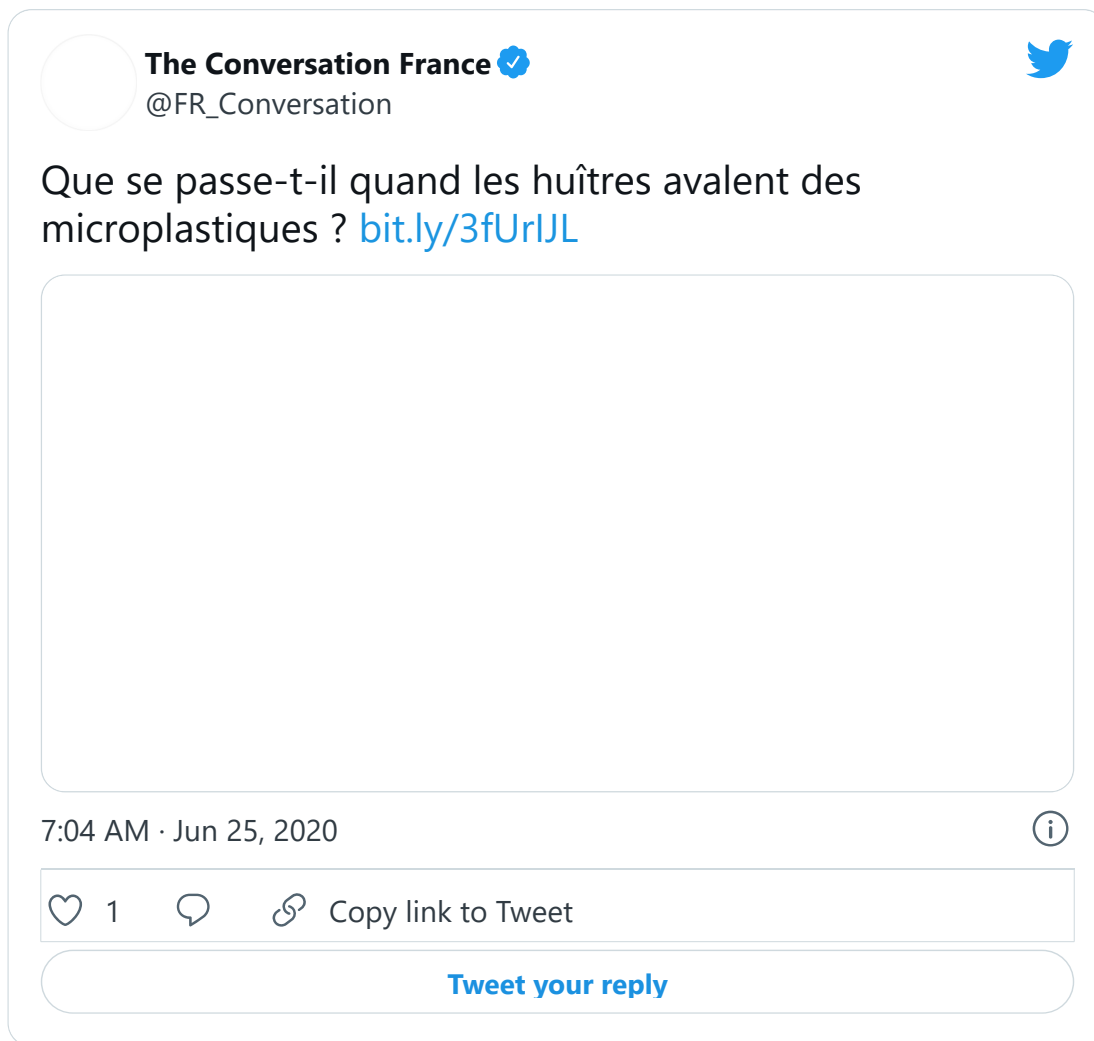 The Conversation France
@FR_Conversation
Que se passe-t-il quand les huîtres avalent des
microplastiques ? bit.ly/3fUrIJL
7:04 AM · Jun 25, 2020
1 Copy link to Tweet
Tweet your reply